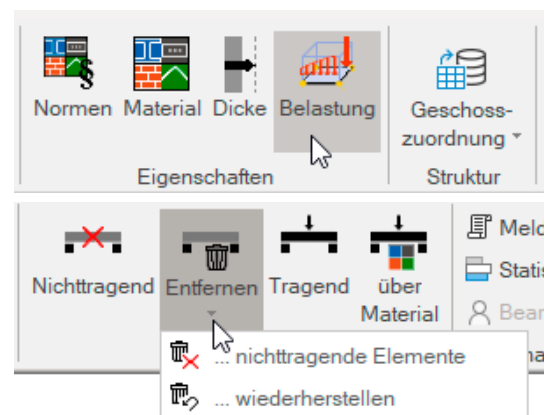 Normen Material Dicke Belastung Geschoss-
zuordnung
Eigenschaften Struktur
Nichttragend Entfernen Tragend über
Material
Meld
Statis
Bear
... nichttragende Elemente
... wiederherstellen